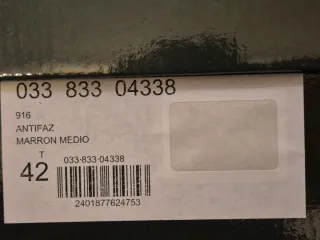 033 833 04338
916
ANTIFAZ
MARRON MEDIO
T
42
033-833-04338
2401877624753